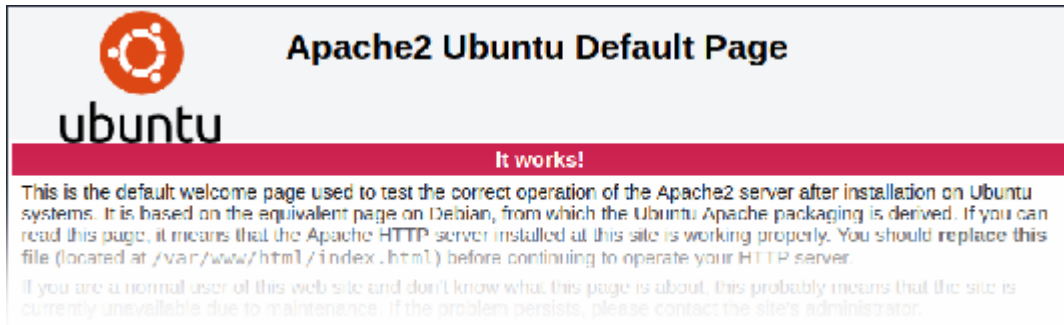 Apache2 Ubuntu Default Page
ubuntu
It works!
This is the default welcome page used to test the correct operation of the Apache2 server after installation on Ubuntu
systems. It is based on the equivalent page on Debian, from which the Ubuntu Apache packaging is derived. If you can
read this page, it means that the Apache HTTP server installed at this site is working properly. You should replace this
file (located at /var/www/html/index.html) before continuing to operate your HTTP server.
If you are a normal user of this web site and don't know what this page is about, this probably means that the site is
currently unavailable due to maintenance. If the problem persists, please contact the site's administrator.